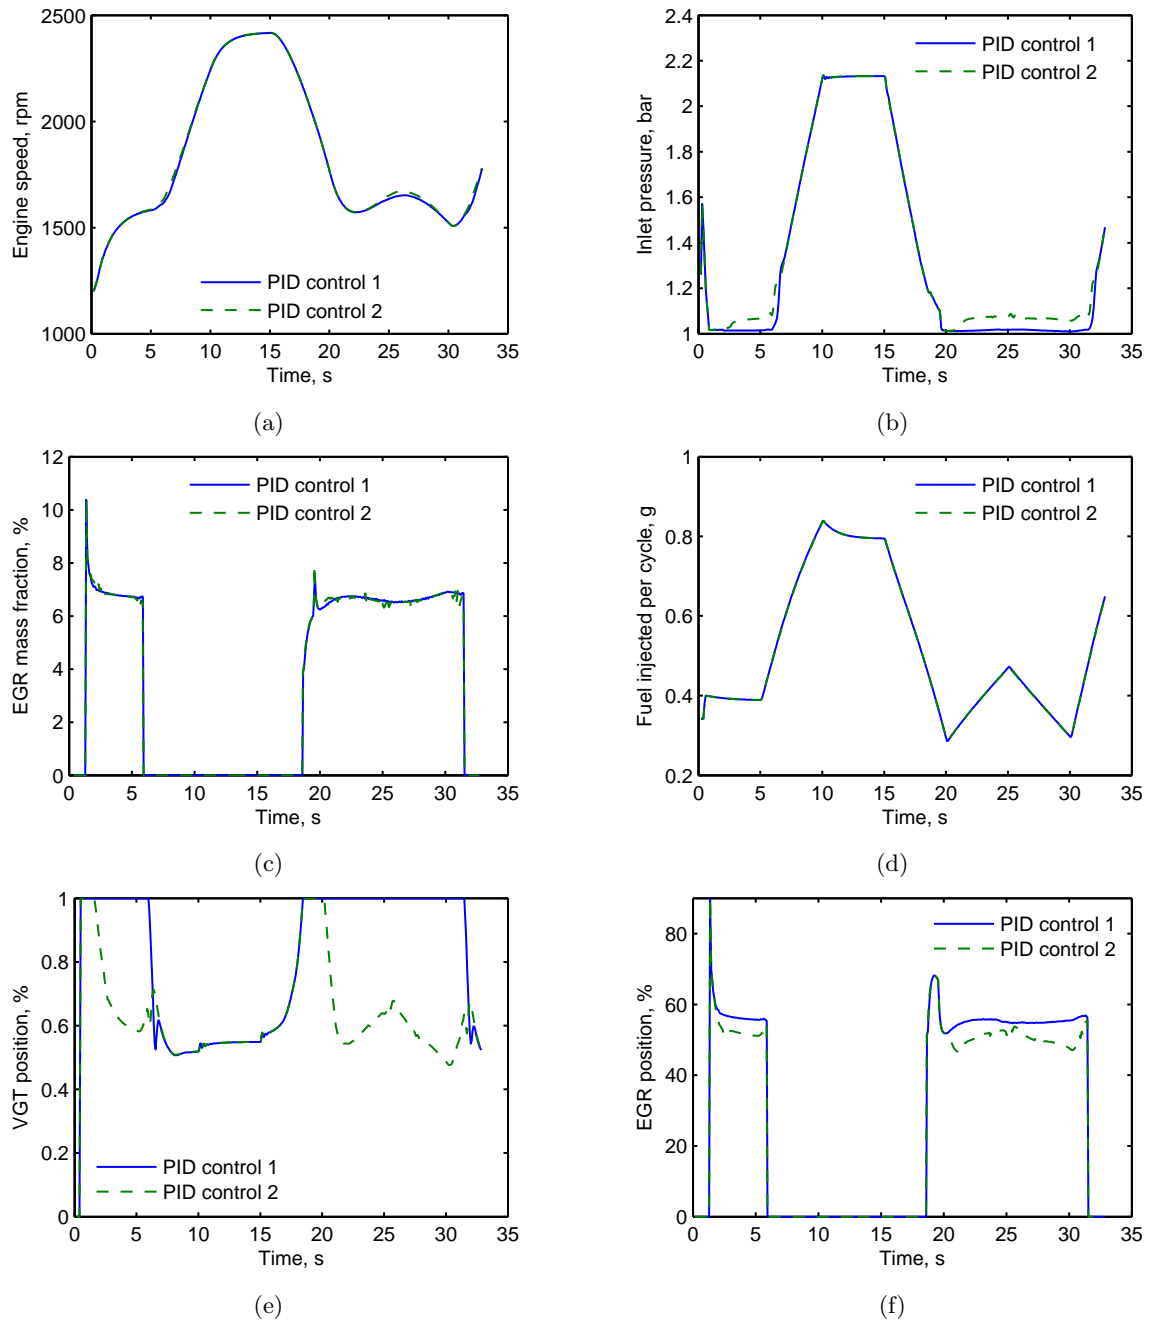 2500
2000
1500
1000
Engine speed, rpm
PID control 1
PID control 2
0 5 10 15 20 25 30 35
Time, s
(a)
2.4
2.2
2
1.8
1.6
1.4
1.2
1
Inlet pressure, bar
PID control 1
PID control 2
0 5 10 15 20 25 30 35
Time, s
(b)
12
10
8
6
4
2
0
EGR mass fraction, %
PID control 1
PID control 2
0 5 10 15 20 25 30 35
Time, s
(c)
1
0.8
0.6
0.4
0.2
Fuel injected per cycle, g
PID control 1
PID control 2
0 5 10 15 20 25 30 35
Time, s
(d)
1
0.8
0.6
0.4
0.2
0
VGT position, %
PID control 1
PID control 2
0 5 10 15 20 25 30 35
Time, s
(e)
80
60
40
20
0
EGR position, %
PID control 1
PID control 2
0 5 10 15 20 25 30 35
Time, s
(f)